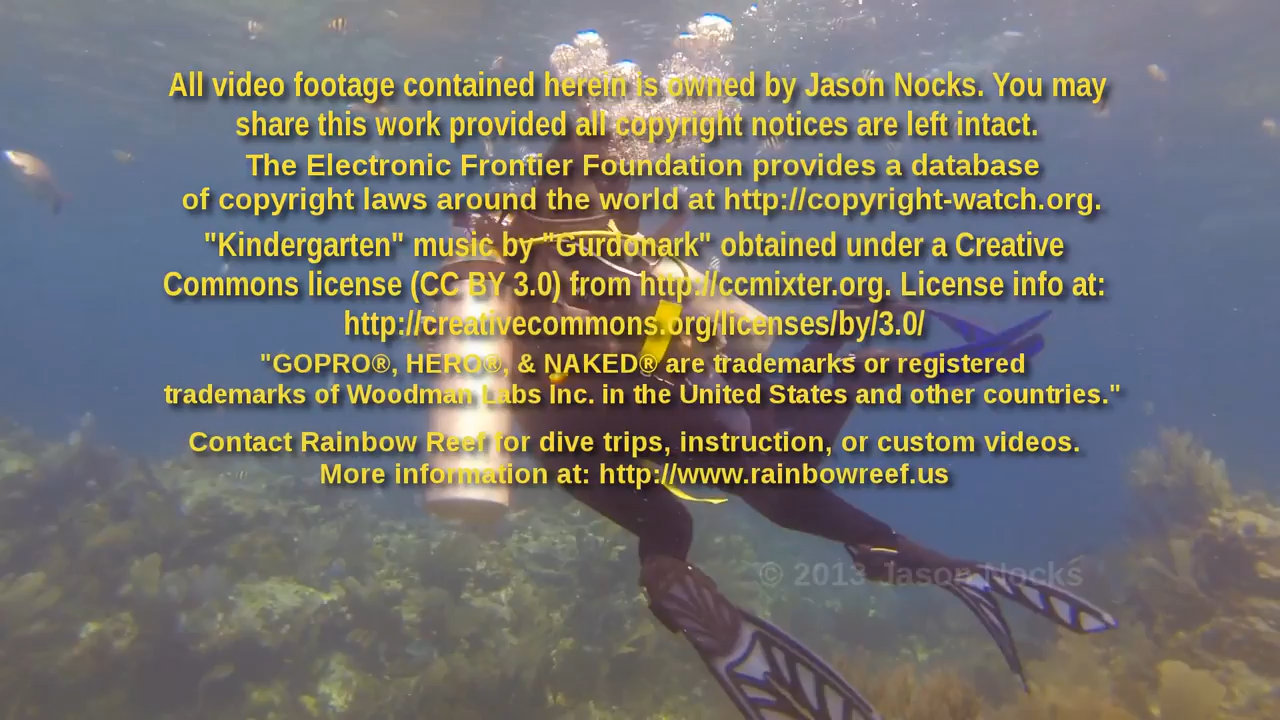 All video footage contained herein is owned by Jason Nocks. You may
share this work provided all copyright notices are left intact.
The Electronic Frontier Foundation provides a database
of copyright laws around the world at http://copyright-watch.org.
"Kindergarten" music by "Gurdonark" obtained under a Creative
Commons license (CC BY 3.0) from http://ccmixter.org. License info at:
http://creativecommons.org/licenses/by/3.0/
"GOPRO®, HERO®, & NAKED® are trademarks or registered
trademarks of Woodman Labs Inc. in the United States and other countries."
Contact Rainbow Reef for dive trips, instruction, or custom videos.
More information at: http://www.rainbowreef.us
© 2013 Jason Nocks